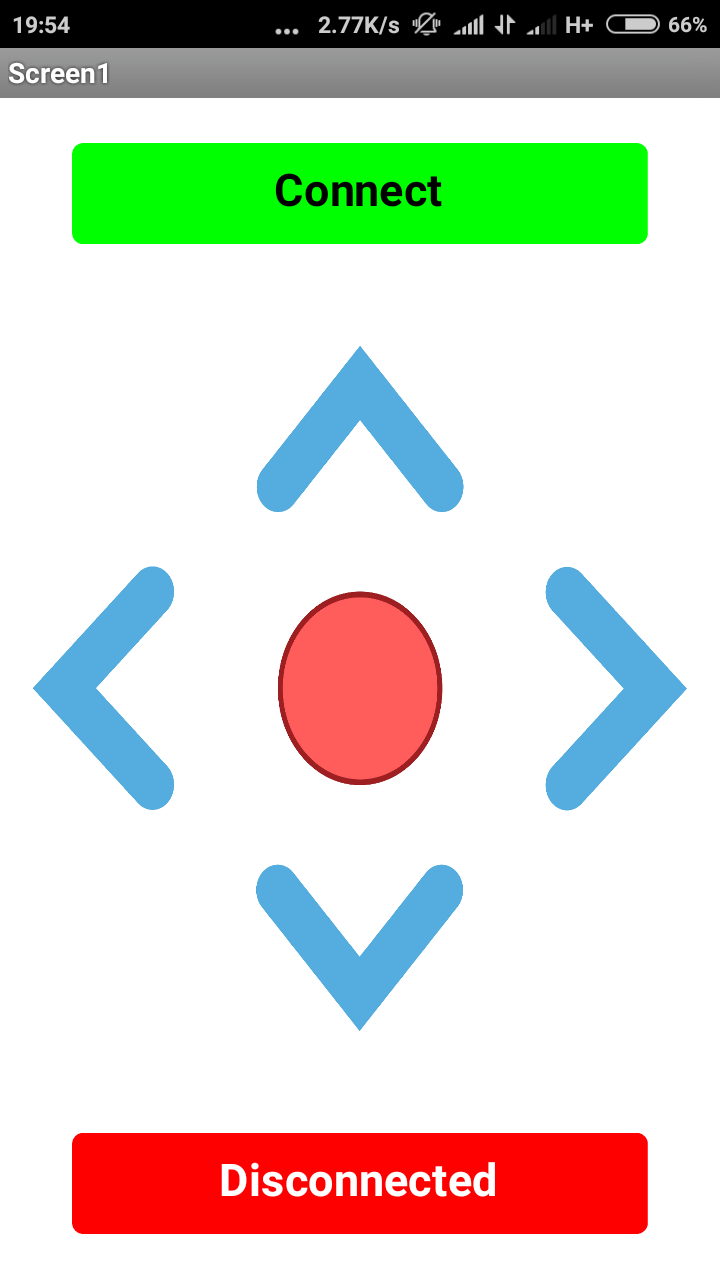 19:54 ... 2.77K/s H+ 66%
Screen1
Connect
Disconnected